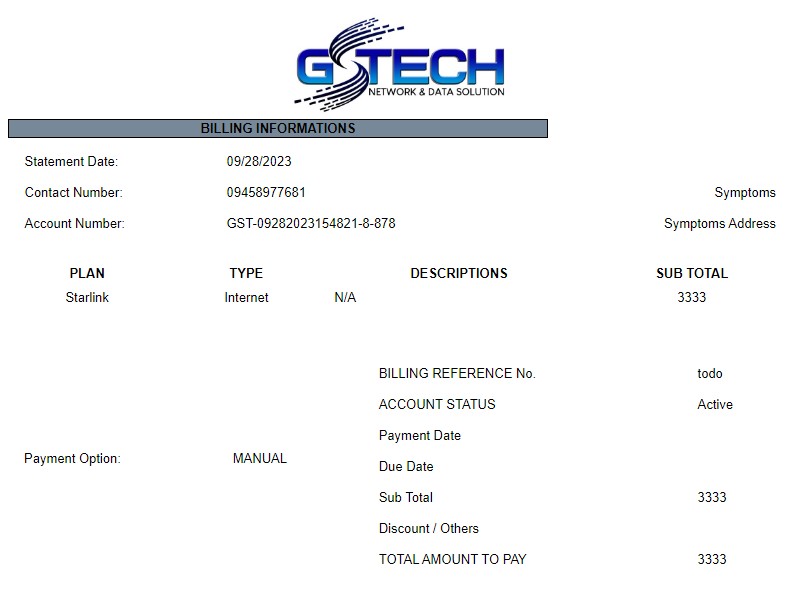 GSTECH
NETWORK & DATA SOLUTION
BILLING INFORMATIONS
Statement Date: 09/28/2023
Contact Number: 09458977681 Symptoms
Account Number: GST-09282023154821-8-878 Symptoms Address
PLAN TYPE DESCRIPTIONS SUB TOTAL
Starlink Internet N/A 3333
BILLING REFERENCE No. todo
ACCOUNT STATUS Active
Payment Date
Payment Option: MANUAL
Due Date
Sub Total 3333
Discount / Others
TOTAL AMOUNT TO PAY 3333